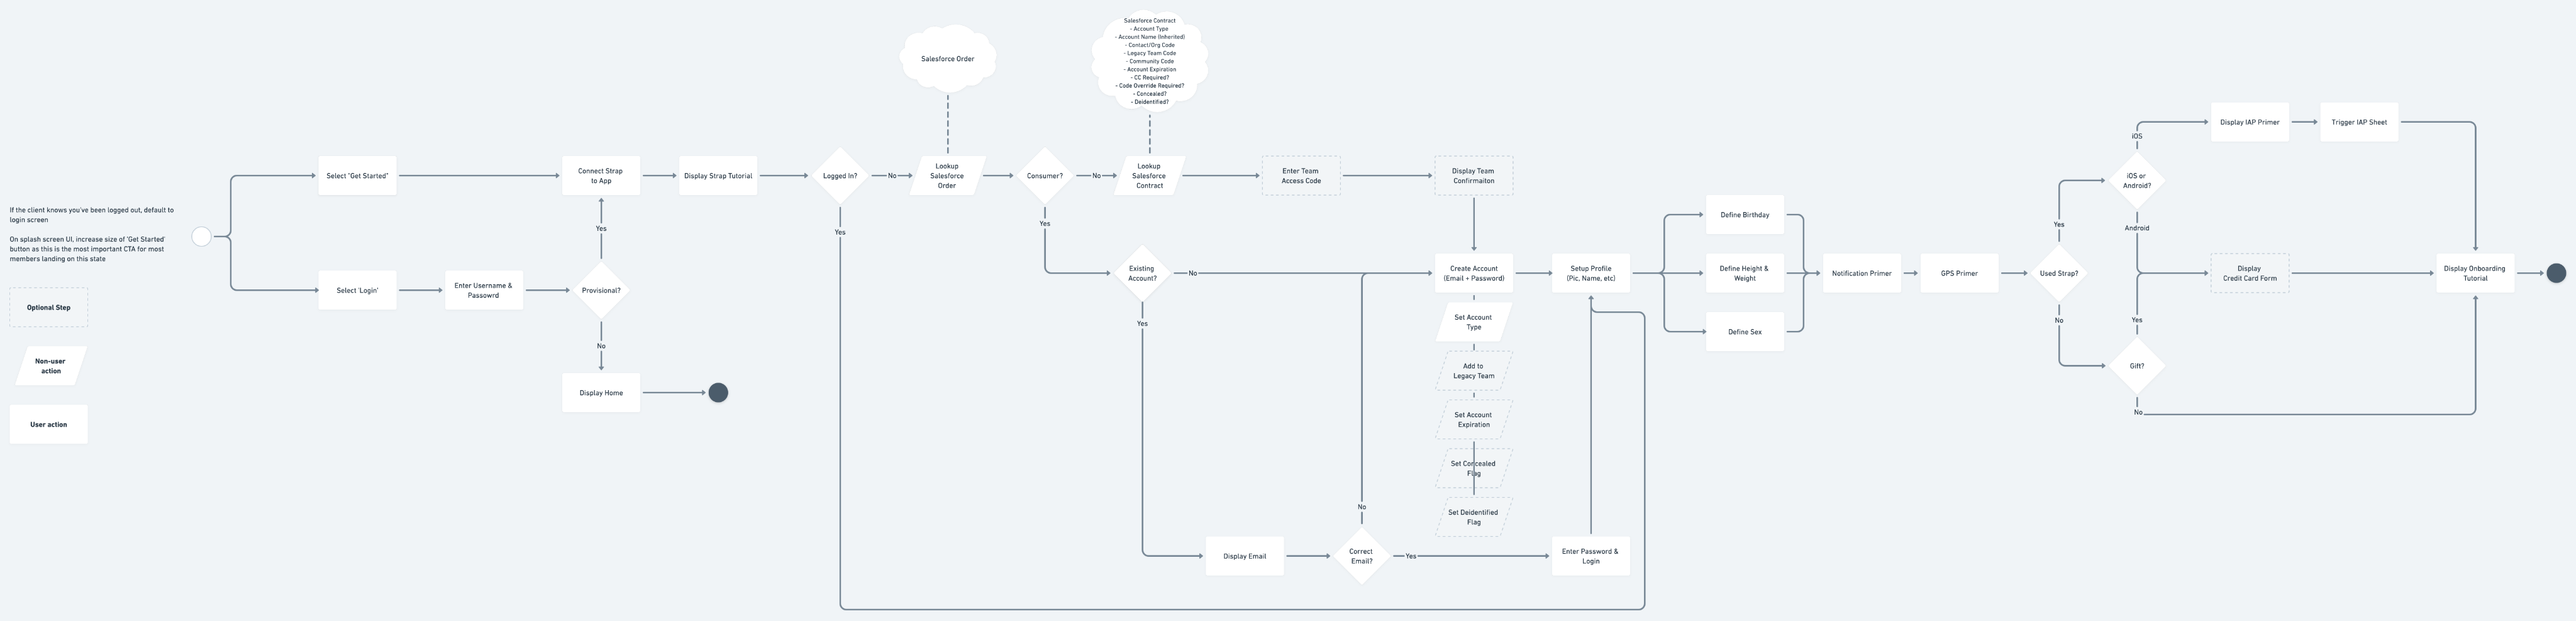 If the client knows you've been logged out, default to
login screen
On splash screen UI, increase size of 'Get Started'
button as this is the most important CTA for most
members landing on this state
Optional Step
Non-user
action
User action
Select "Get Started"
Select 'Login'
Enter Username &
Passowrd
Connect Strap
to App
Yes
Provisional?
No
Display Home
Display Strap Tutorial
Logged In?
No
Yes
Salesforce Order
Lookup
Salesforce
Order
Consumer?
No
Yes
Salesforce Contract
- Account Type
- Account Name (Inherited)
- Contact/Org Code
- Legacy Team Code
- Community Code
- Account Expiration
- CC Required?
- Code Override Required?
- Concealed?
- Deidentified?
Lookup
Salesforce
Contract
Existing
Account?
No
Yes
Enter Team
Access Code
Display Team
Confirmaiton
Create Account
(Email + Password)
Set Account
Type
Add to
Legacy Team
Set Account
Expiration
Set Concealed
Flag
Set Deidentified
Flag
Display Email
No
Correct
Email?
Yes
Enter Password &
Login
Setup Profile
(Pic, Name, etc)
Define Birthday
Define Height &
Weight
Define Sex
Notification Primer
GPS Primer
Yes
Used Strap?
No
iOS
iOS or
Android?
Android
Yes
Gift?
No
Display IAP Primer
Trigger IAP Sheet
Display
Credit Card Form
Display Onboarding
Tutorial